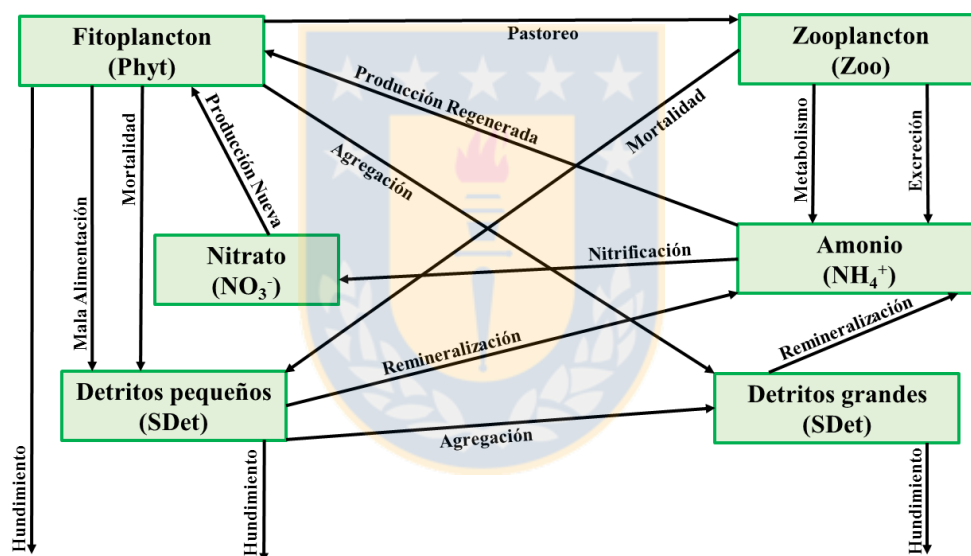 Fitoplancton
(Phyt)
Pastoreo
Zooplancton
(Zoo)
Producción Regenerada
Mortalidad
Metabolismo
Excreción
Mala Alimentación
Mortalidad
Producción Nueva
Agregación
Nitrato
(NO₃⁻)
Nitrificación
Amonio
(NH₄⁺)
Remineralización
Remineralización
Detritos pequeños
(SDet)
Agregación
Detritos grandes
(SDet)
Hundimiento
Hundimiento
Hundimiento